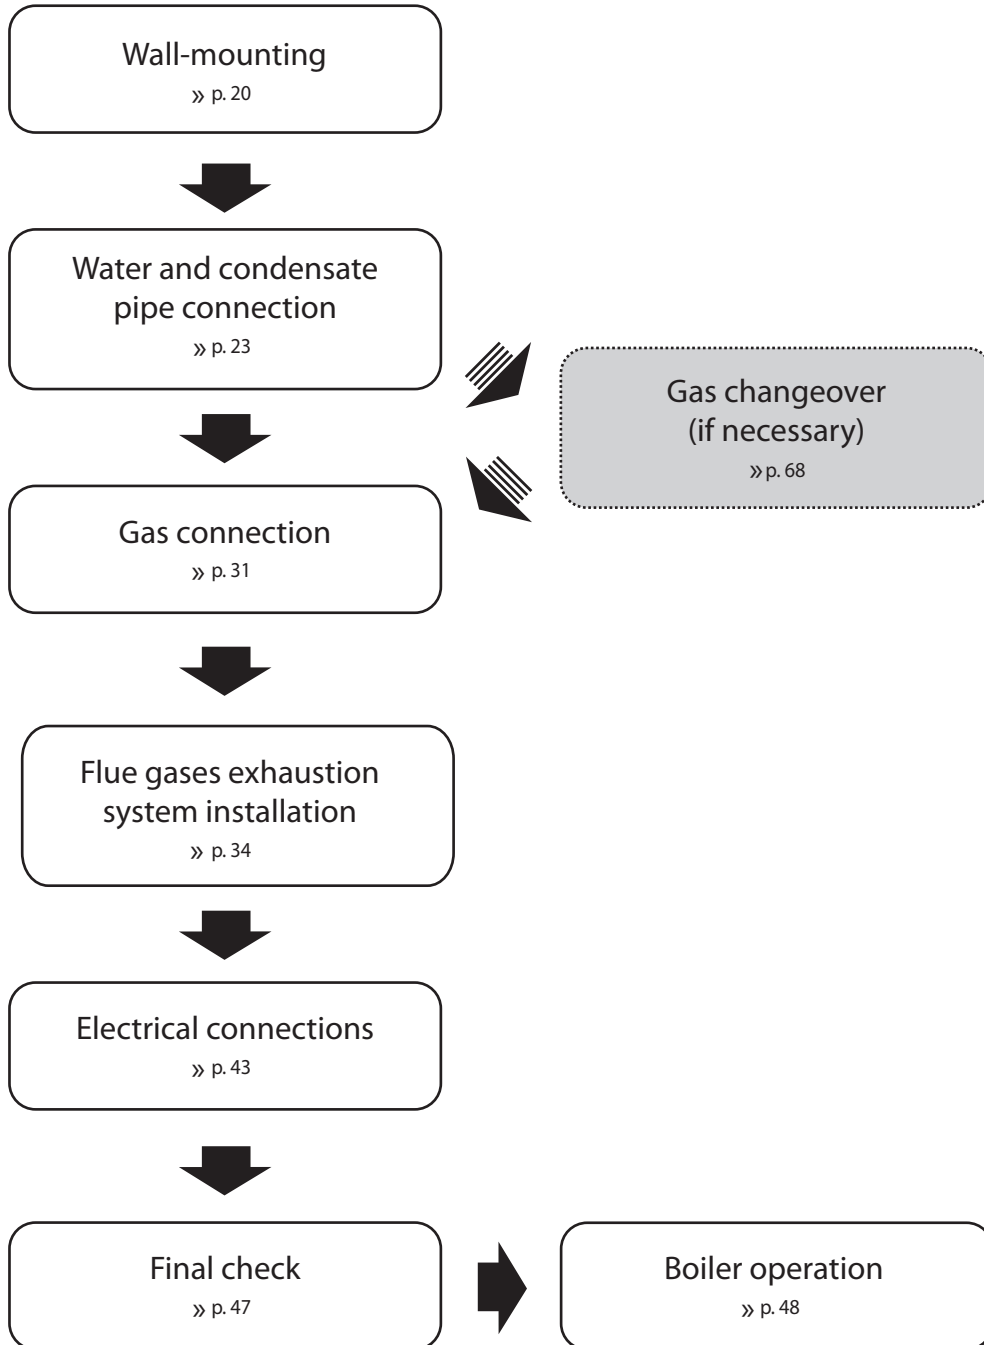 Wall-mounting
» p. 20
Water and condensate
pipe connection
» p. 23
Gas changeover
(if necessary)
» p. 68
Gas connection
» p. 31
Flue gases exhaustion
system installation
» p. 34
Electrical connections
» p. 43
Final check
» p. 47
Boiler operation
» p. 48